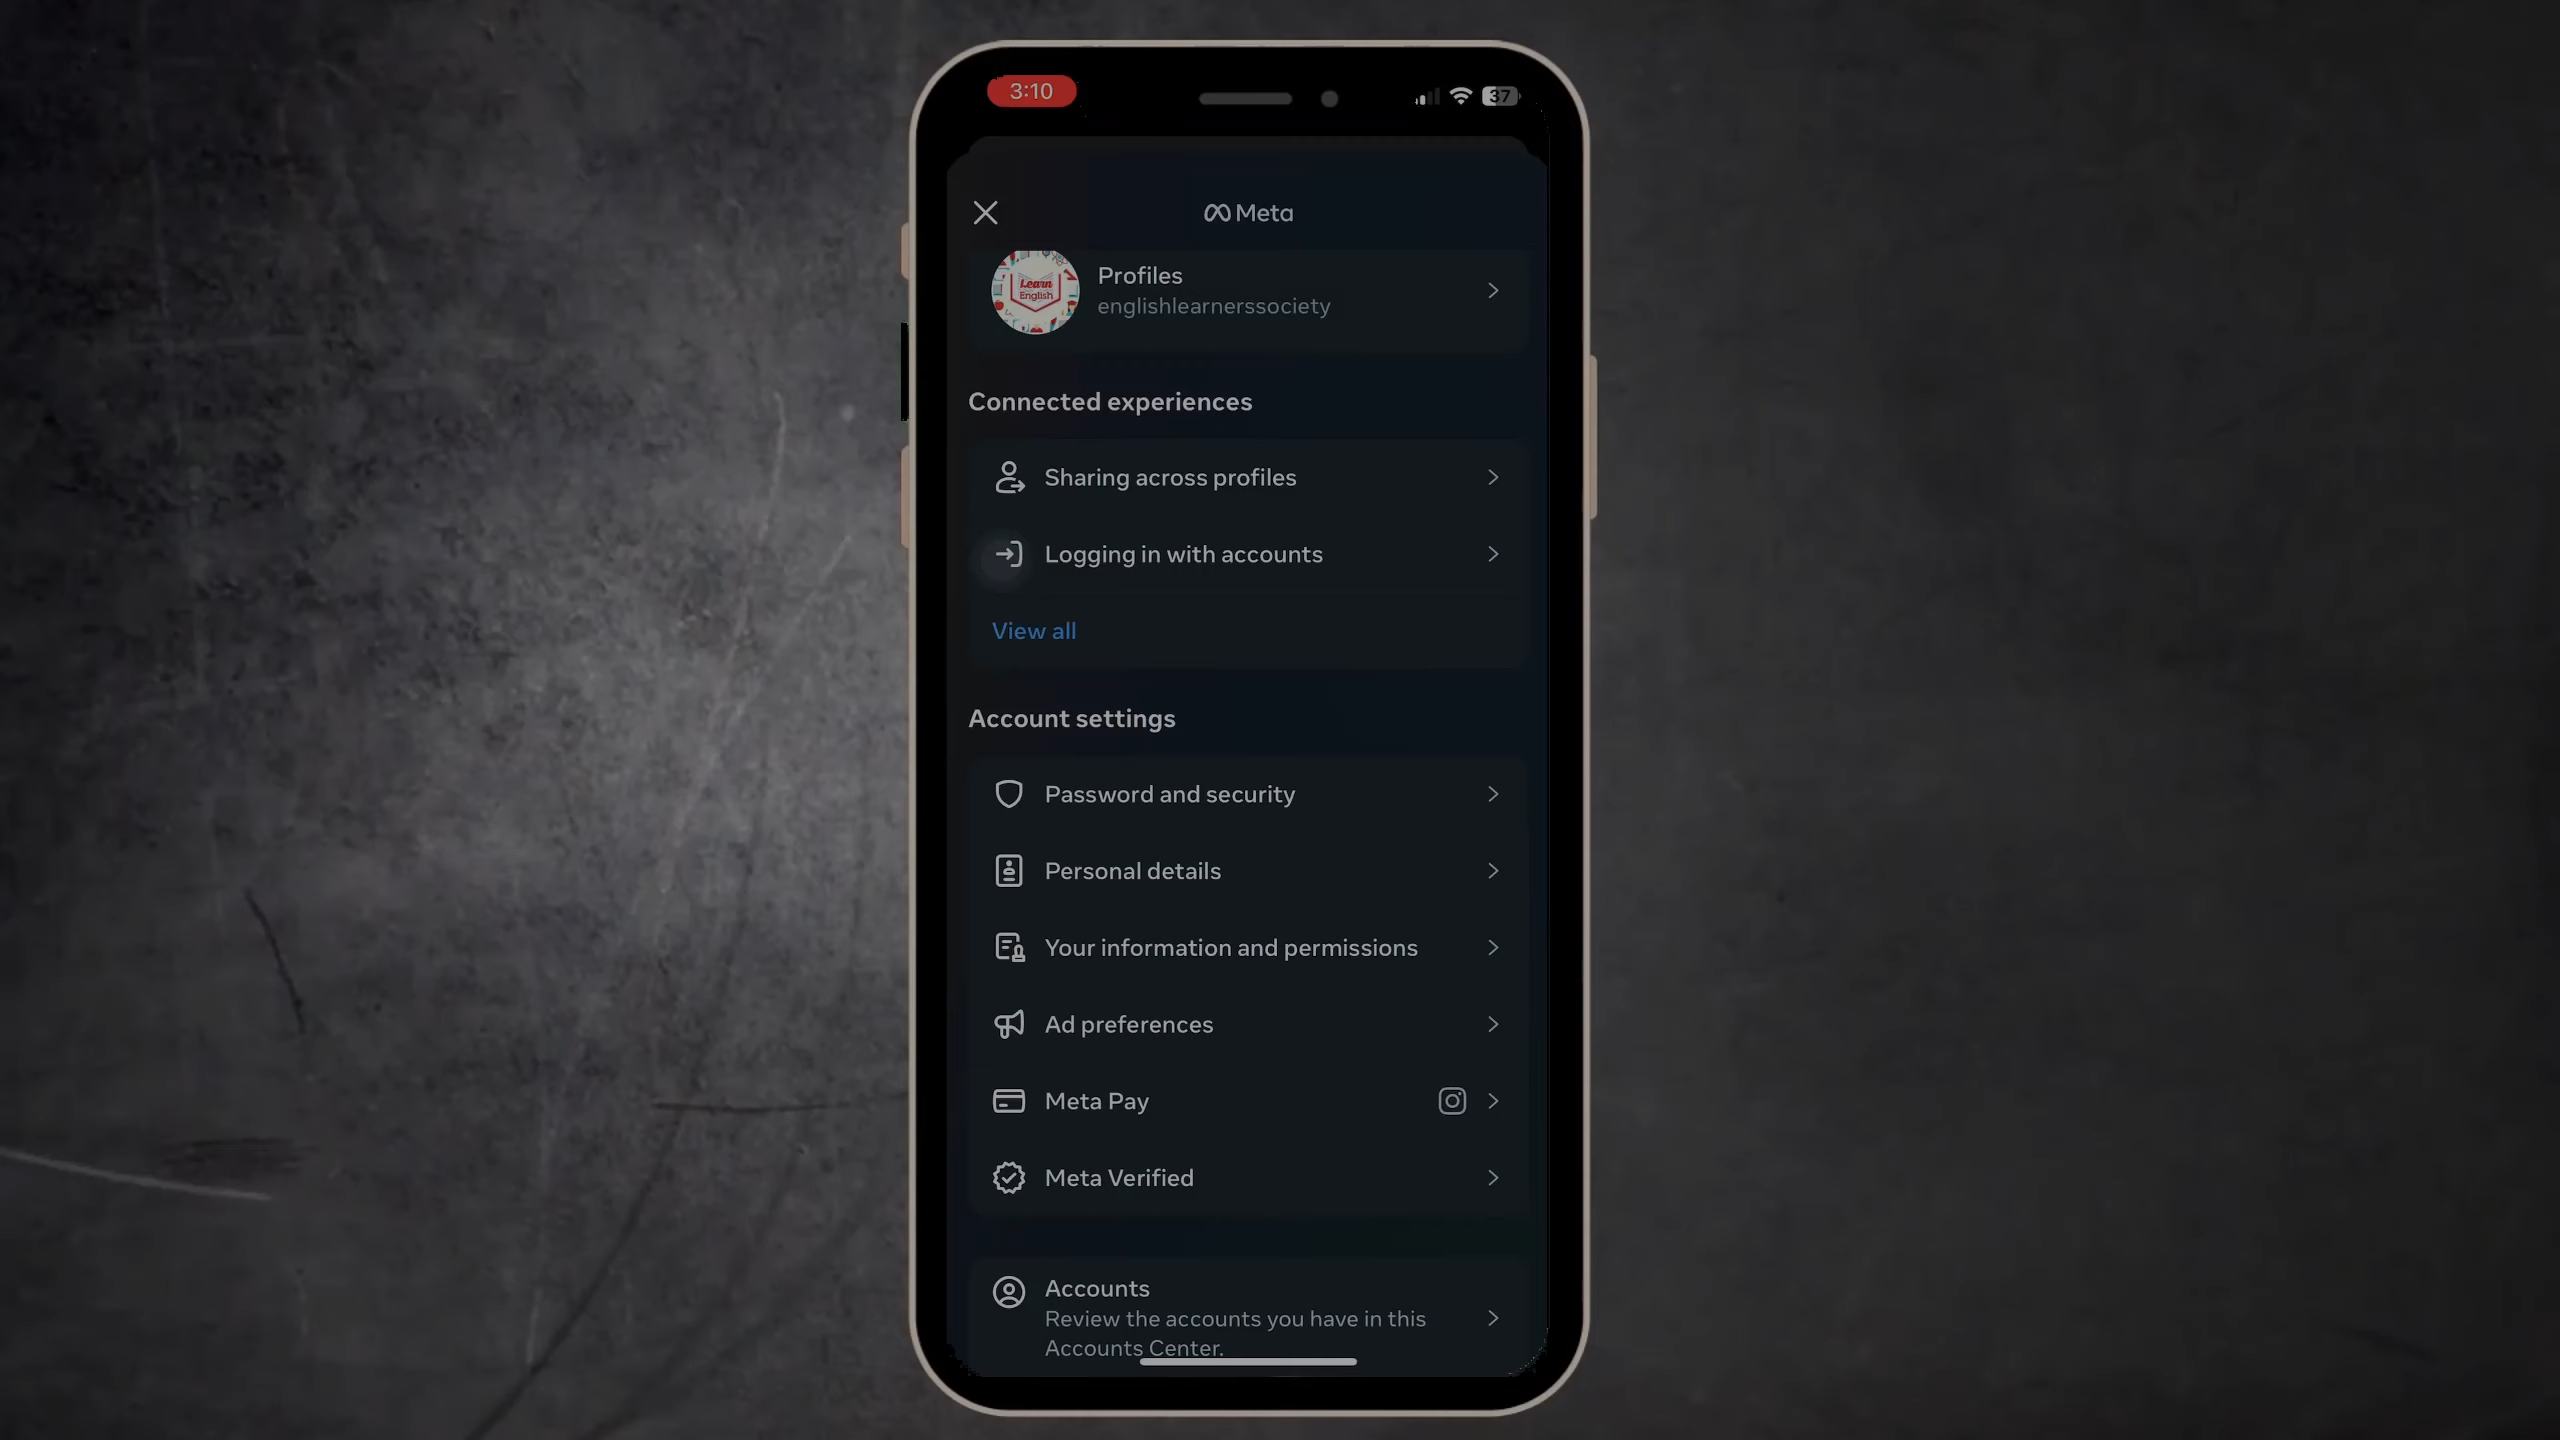 3:10
37
Meta
Learn
English
Profiles
englishlearnerssociety
Connected experiences
Sharing across profiles
Logging in with accounts
View all
Account settings
Password and security
Personal details
Your information and permissions
Ad preferences
Meta Pay
Meta Verified
Accounts
Review the accounts you have in this
Accounts Center.